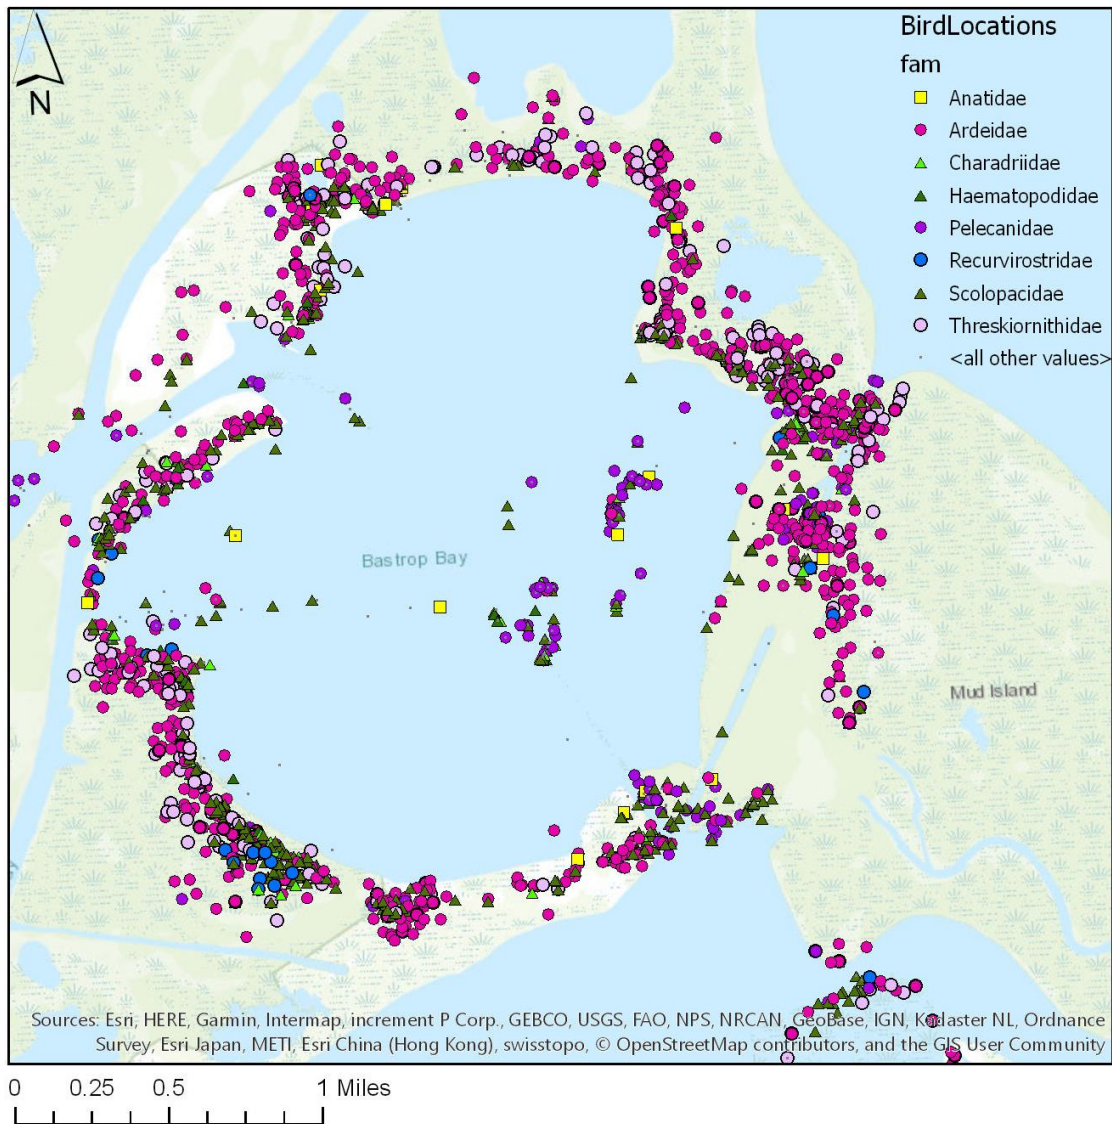 N
BirdLocations
fam
Anatidae
Ardeidae
Charadriidae
Haematopodidae
Pelecanidae
Recurvirostridae
Scolopacidae
Threskiornithidae
<all other values>
Bastrop Bay
Mud Island
Sources: Esri, HERE, Garmin, Intermap, increment P Corp., GEBCO, USGS, FAO, NPS, NRCAN, GeoBase, IGN, Kadaster NL, Ordnance
Survey, Esri Japan, METI, Esri China (Hong Kong), swisstopo, © OpenStreetMap contributors, and the GIS User Community
0 0.25 0.5 1 Miles